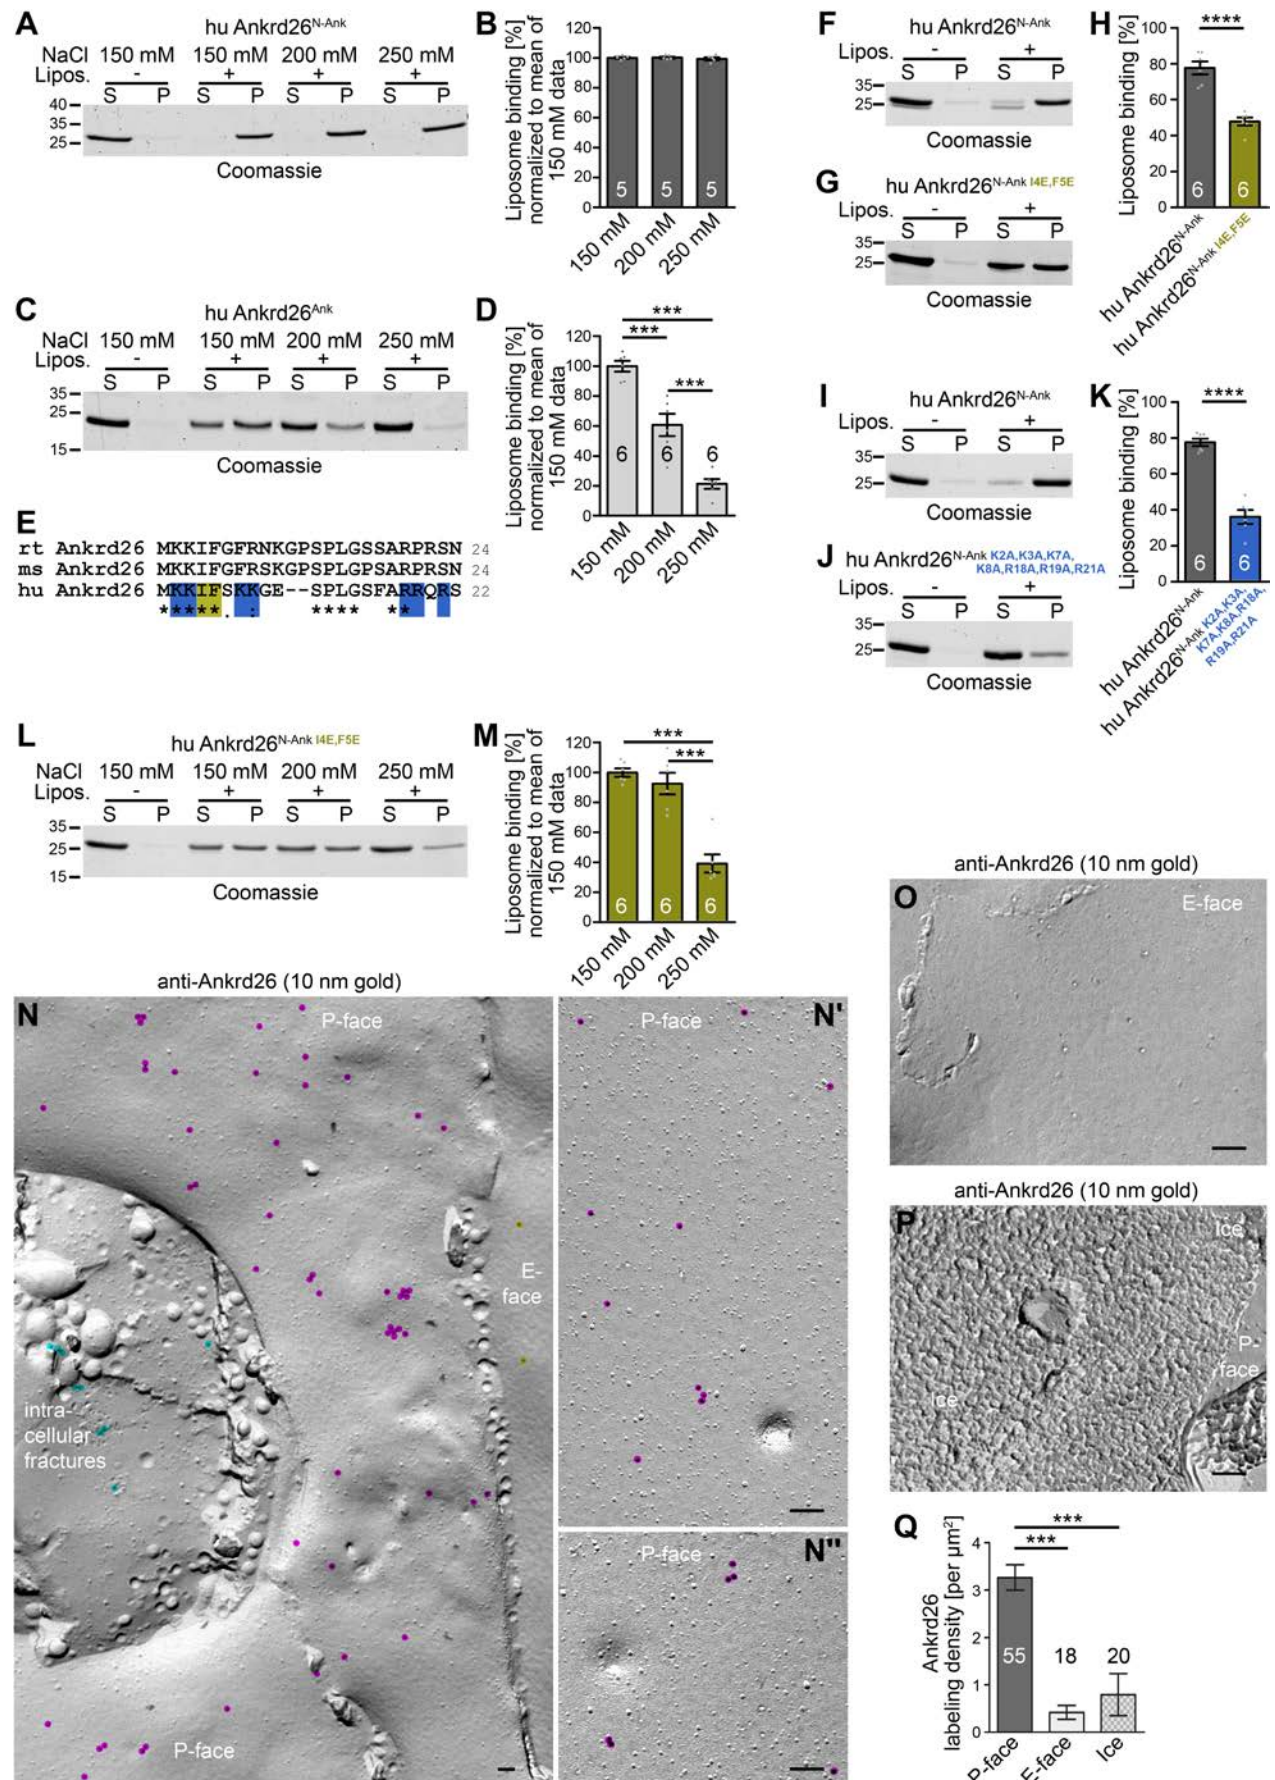 A
hu Ankrd26N-Ank
NaCl 150 mM 150 mM 200 mM 250 mM
Lipos. - + + +
S P S P S P S P
40
35
25
Coomassie
B
Liposome binding [%]
normalized to mean of
150 mM data
120
100
80
60
40
20
0
5 5 5
150 mM 200 mM 250 mM
C
hu Ankrd26Ank
NaCl 150 mM 150 mM 200 mM 250 mM
Lipos. - + + +
S P S P S P S P
35
25
15
Coomassie
D
Liposome binding [%]
normalized to mean of
150 mM data
120
100
80
60
40
20
0
***
*** ***
6 6 6
150 mM 200 mM 250 mM
E
rt Ankrd26 MKKIFGFRNKGPSPLGSSARPRSN 24
ms Ankrd26 MKKIFGFRNKGPSPLGSSARPRSN 24
hu Ankrd26 MKKIFSKKGE--SPLGSFARRQRS 22
*****. : **** *
F
hu Ankrd26N-Ank
Lipos. - +
S P S P
35
25
Coomassie
G
hu Ankrd26N-Ank I4E,F5E
Lipos. - +
S P S P
35
25
Coomassie
H
Liposome binding [%]
100
80
60
40
20
0
****
6 6
hu Ankrd26N-Ank
hu Ankrd26N-Ank I4E,F5E
I
hu Ankrd26N-Ank
Lipos. - +
S P S P
35
25
Coomassie
J
hu Ankrd26N-Ank K2A,K3A,K7A,
K8A,R18A,R19A,R21A
Lipos. - +
S P S P
35
25
Coomassie
K
Liposome binding [%]
100
80
60
40
20
0
****
6 6
hu Ankrd26N-Ank
hu Ankrd26N-Ank K2A,K3A,
K7A,K8A,R18A,
R19A,R21A
L
hu Ankrd26N-Ank I4E,F5E
NaCl 150 mM 150 mM 200 mM 250 mM
Lipos. - + + +
S P S P S P S P
35
25
15
Coomassie
M
Liposome binding [%]
normalized to mean of
150 mM data
120
100
80
60
40
20
0
***
***
6 6 6
150 mM 200 mM 250 mM
anti-Ankrd26 (10 nm gold)
N
P-face
E-
face
intra-
cellular
fractures
P-face
N'
P-face
N"
P-face
anti-Ankrd26 (10 nm gold)
O
E-face
anti-Ankrd26 (10 nm gold)
P
Ice
P-
face
Ice
Q
Ankrd26
labeling density [per µm²]
4
3
2
1
0
***
***
55 18 20
P-face E-face Ice